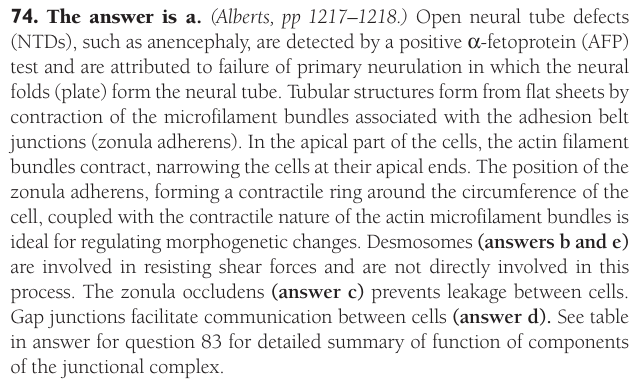 74. The answer is a. (Alberts, pp 1217–1218.) Open neural tube defects
(NTDs), such as anencephaly, are detected by a positive α-fetoprotein (AFP)
test and are attributed to failure of primary neurulation in which the neural
folds (plate) form the neural tube. Tubular structures form from flat sheets by
contraction of the microfilament bundles associated with the adhesion belt
junctions (zonula adherens). In the apical part of the cells, the actin filament
bundles contract, narrowing the cells at their apical ends. The position of the
zonula adherens, forming a contractile ring around the circumference of the
cell, coupled with the contractile nature of the actin microfilament bundles is
ideal for regulating morphogenetic changes. Desmosomes (answers b and e)
are involved in resisting shear forces and are not directly involved in this
process. The zonula occludens (answer c) prevents leakage between cells.
Gap junctions facilitate communication between cells (answer d). See table
in answer for question 83 for detailed summary of function of components
of the junctional complex.